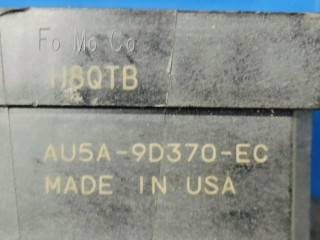 Fo Mo Co
H8QTB
AU5A-9D370-EC
MADE IN USA